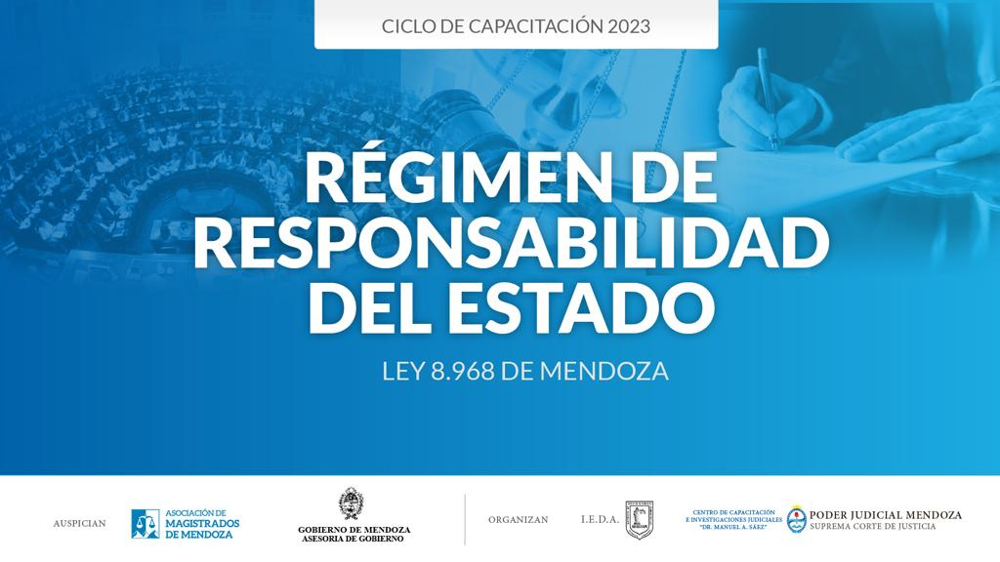 CICLO DE CAPACITACIÓN 2023
RÉGIMEN DE
RESPONSABILIDAD
DEL ESTADO
LEY 8.968 DE MENDOZA
AUSPICIAN
ASOCIACIÓN DE
MAGISTRADOS
DE MENDOZA
GOBIERNO DE MENDOZA
ASESORIA DE GOBIERNO
ORGANIZAN
I.E.D.A.
CENTRO DE CAPACITACIÓN
E INVESTIGACIONES JUDICIALES
"DR. MANUEL A. SÁEZ"
PODER JUDICIAL MENDOZA
SUPREMA CORTE DE JUSTICIA